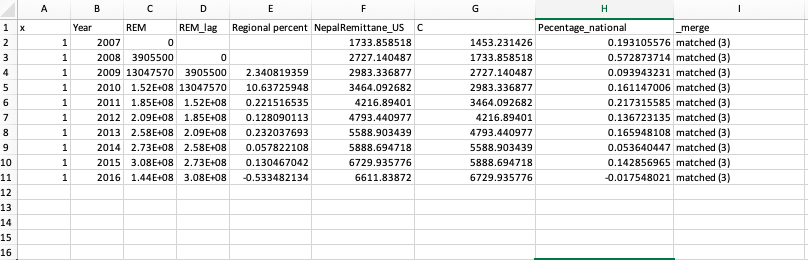 A B C D E F G H I
1 x Year REM REM_lag Regional percent NepalRemittane_US C Pecentage_national _merge
2 1 2007 0 1733.858518 1453.231426 0.193105576 matched (3)
3 1 2008 3905500 0 2727.140487 1733.858518 0.572873714 matched (3)
4 1 2009 13047570 3905500 2.340819359 2983.336877 2727.140487 0.093943231 matched (3)
5 1 2010 1.52E+08 13047570 10.63725948 3464.092682 2983.336877 0.161147006 matched (3)
6 1 2011 1.85E+08 1.52E+08 0.221516535 4216.89401 3464.092682 0.217315585 matched (3)
7 1 2012 2.09E+08 1.85E+08 0.128090113 4793.440977 4216.89401 0.136723135 matched (3)
8 1 2013 2.58E+08 2.09E+08 0.232037693 5588.903439 4793.440977 0.165948108 matched (3)
9 1 2014 2.73E+08 2.58E+08 0.057822108 5888.694718 5588.903439 0.053640447 matched (3)
10 1 2015 3.08E+08 2.73E+08 0.130467042 6729.935776 5888.694718 0.142856965 matched (3)
11 1 2016 1.44E+08 3.08E+08 -0.533482134 6611.83872 6729.935776 -0.017548021 matched (3)
12
13
14
15
16